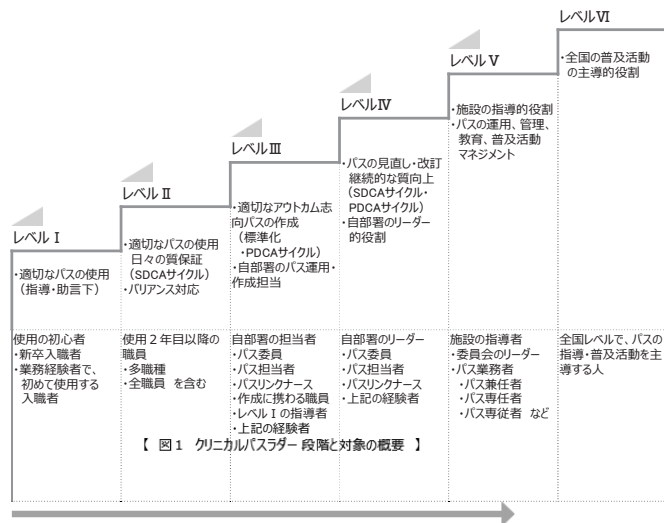 レベルⅠ
・適切なパスの使用
（指導・助言下）
使用の初心者
・新卒入職者
・業務経験者で、
初めて使用する
入職者
レベルⅡ
・適切なパスの使用
日々の質保証
（SDCAサイクル）
・バリアンス対応
使用２年目以降の
職員
・多職種
・全職員 を含む
レベルⅢ
・適切なアウトカム志
向パスの作成
（標準化
・PDCAサイクル）
・自部署のパス運用・
作成担当
自部署の担当者
・パス委員
・パス担当者
・パスリンクナース
・作成に携わる職員
・レベルⅠの指導者
・上記の経験者
レベルⅣ
・パスの見直し・改訂
継続的な質向上
（SDCAサイクル・
PDCAサイクル）
・自部署のリーダー
的役割
自部署のリーダー
・パス委員
・パス担当者
・パスリンクナース
・上記の経験者
レベルⅤ
・施設の指導的役割
・パスの運用、管理、
教育、普及活動
マネジメント
施設の指導者
・委員会のリーダー
・パス業務者
・パス兼任者
・パス専任者
・パス専従者 など
レベルⅥ
・全国の普及活動
の主導的役割
全国レベルで、パスの
指導・普及活動を主
導する人
【 図１ クリニカルパスラダー 段階と対象の概要 】